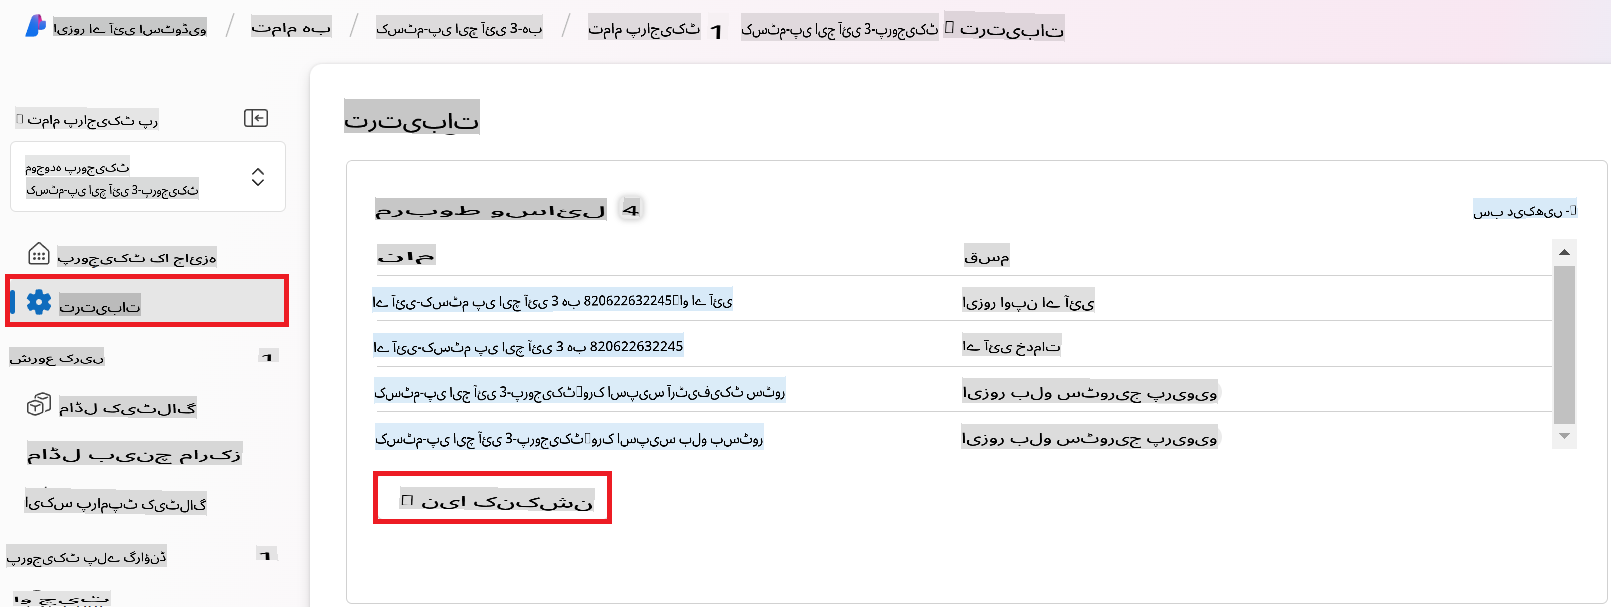 ایزور اے آئی اسٹوڈیو / تمام ہب / کسٹم-پی ایچ آئی 3-ہب / تمام پراجیکٹ 1 کسٹم-پی ایچ آئی 3-پروجیکٹ ترتیبات
تمام پراجیکٹ پر
موجودہ پروجیکٹ
کسٹم-پی ایچ آئی 3-پروجیکٹ
پروجیکٹ کا جائزہ
ترتیبات
شروع کریں 1
ماڈل کیٹلاگ
ماڈل بینچ مارکز
ایکس پرامپٹ کیٹلاگ
پروجیکٹ پلے گراؤنڈ 1
ترتیبات
مربوط وسائل 4
سب دیکھیں
نام قسم
اے آئی-کسٹم پی ایچ آئی 3 ہب 820622632245 او اے آئی ایزور اوپن اے آئی
اے آئی-کسٹم پی ایچ آئی 3 ہب 820622632245 اے آئی خدمات
کسٹم-پی ایچ آئی 3-پروجیکٹ ورک اسپیس آرٹیفیکٹ سٹور ایزور بلو سٹوریج پریویو
کسٹم-پی ایچ آئی 3-پروجیکٹ ورک اسپیس بلو بسٹور ایزور بلو سٹوریج پریویو
نیا کنکشن